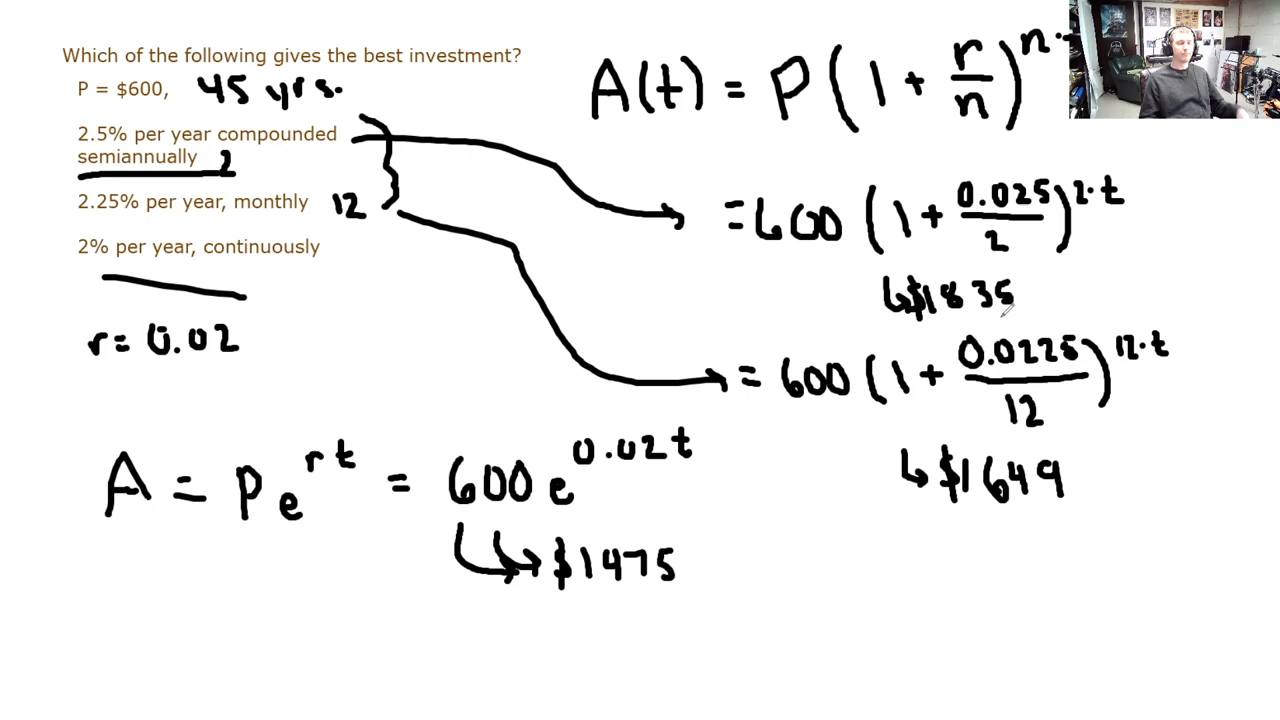 Which of the following gives the best investment?
P = $600, 45 yrs.
2.5% per year compounded
semiannually 2
2.25% per year, monthly 12
2% per year, continuously
r = 0.02
A(t) = P(1 + r/n)^n·
= 600(1 + 0.025/2)^2·t
↳ $1835
= 600(1 + 0.0225/12)^12·t
↳ $1649
A = Pe^rt = 600e^0.02t
↳ $1475